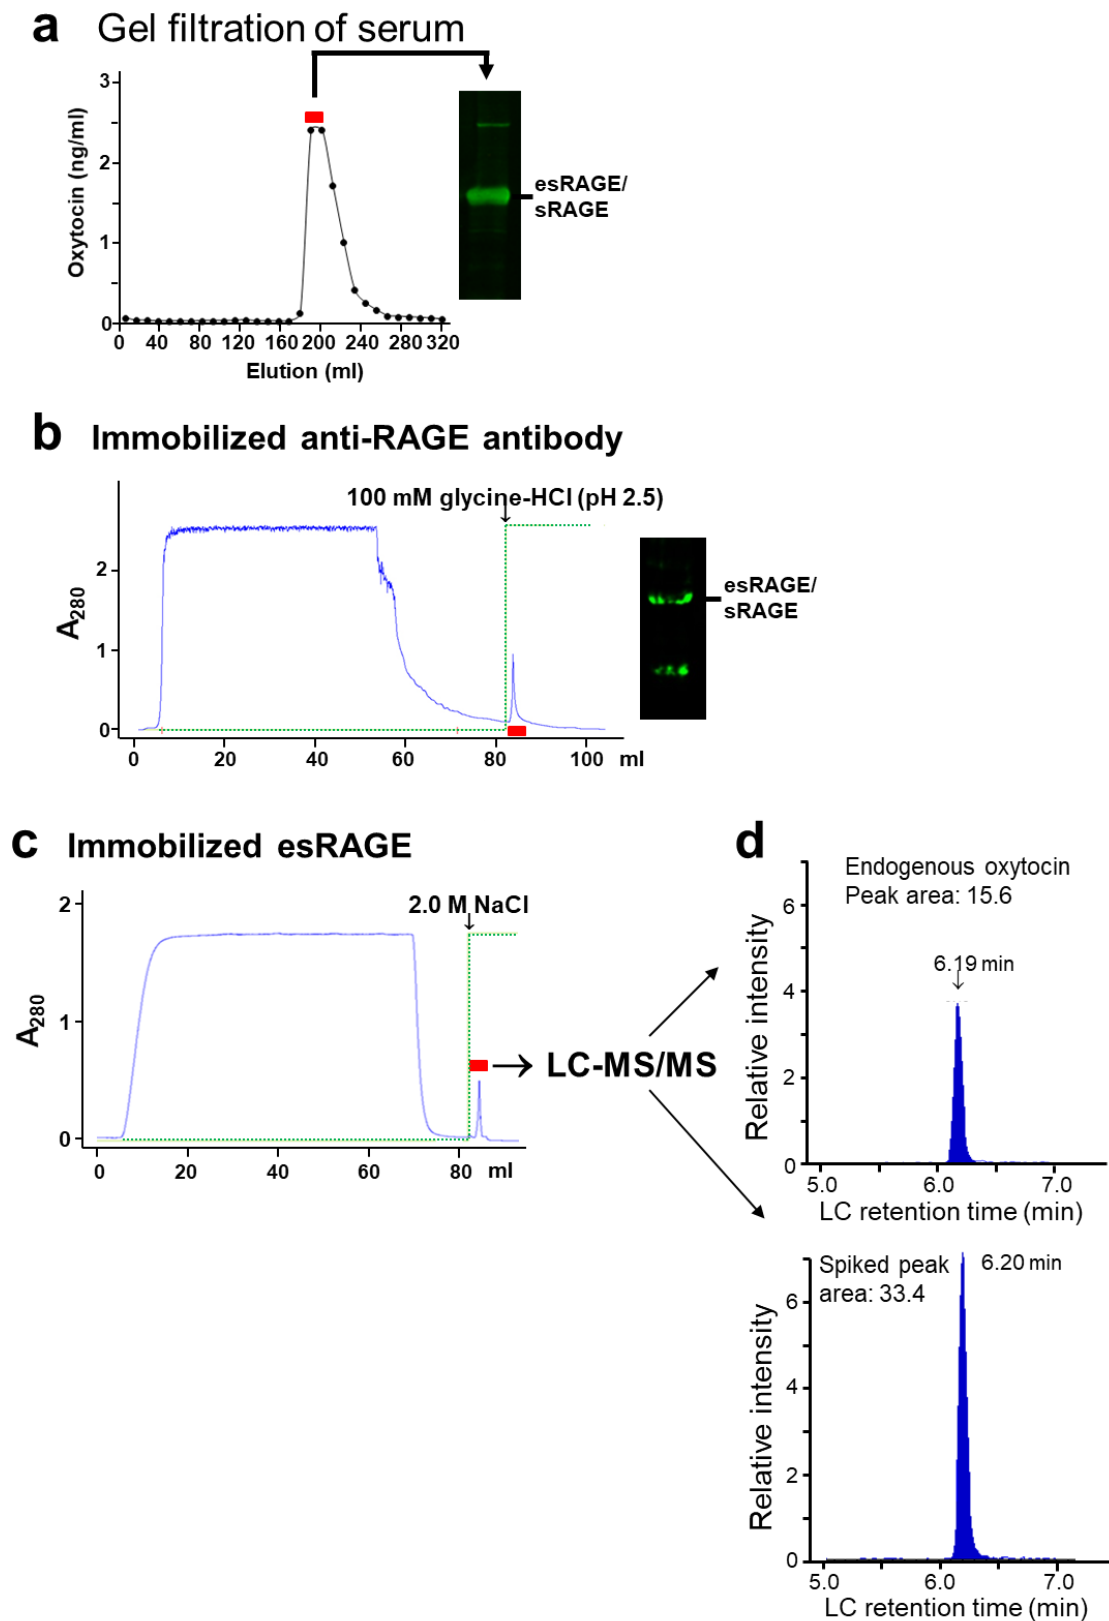 a Gel filtration of serum
Oxytocin (ng/ml)
3
2
1
0
0 40 80 120 160 200 240 280 320
Elution (ml)
esRAGE/
sRAGE
b Immobilized anti-RAGE antibody
100 mM glycine-HCl (pH 2.5)
↓
A280
2
1
0
0 20 40 60 80 100 ml
esRAGE/
sRAGE
c Immobilized esRAGE
2.0 M NaCl
↓
A280
2
1
0
0 20 40 60 80 ml
→ LC-MS/MS
d
Endogenous oxytocin
Peak area: 15.6
6.19 min
↓
Relative intensity
6
4
2
0
5.0 6.0 7.0
LC retention time (min)
Spiked peak
area: 33.4
6.20 min
Relative intensity
6
4
2
0
5.0 6.0 7.0
LC retention time (min)